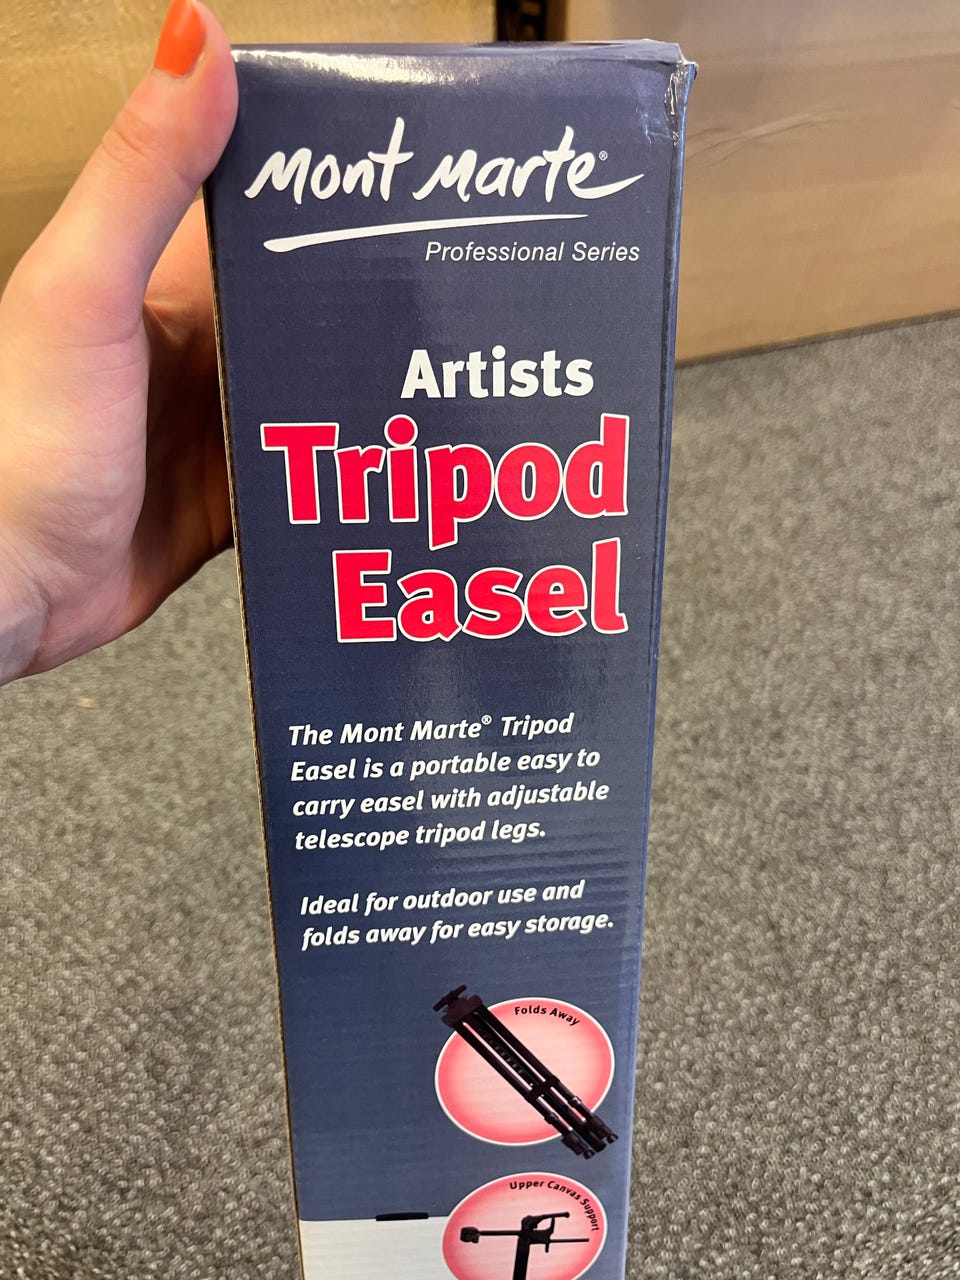 mont marte®
Professional Series
Artists
Tripod
Easel
The Mont Marte® Tripod
Easel is a portable easy to
carry easel with adjustable
telescope tripod legs.
Ideal for outdoor use and
folds away for easy storage.
Folds Away
Upper Canvas Support